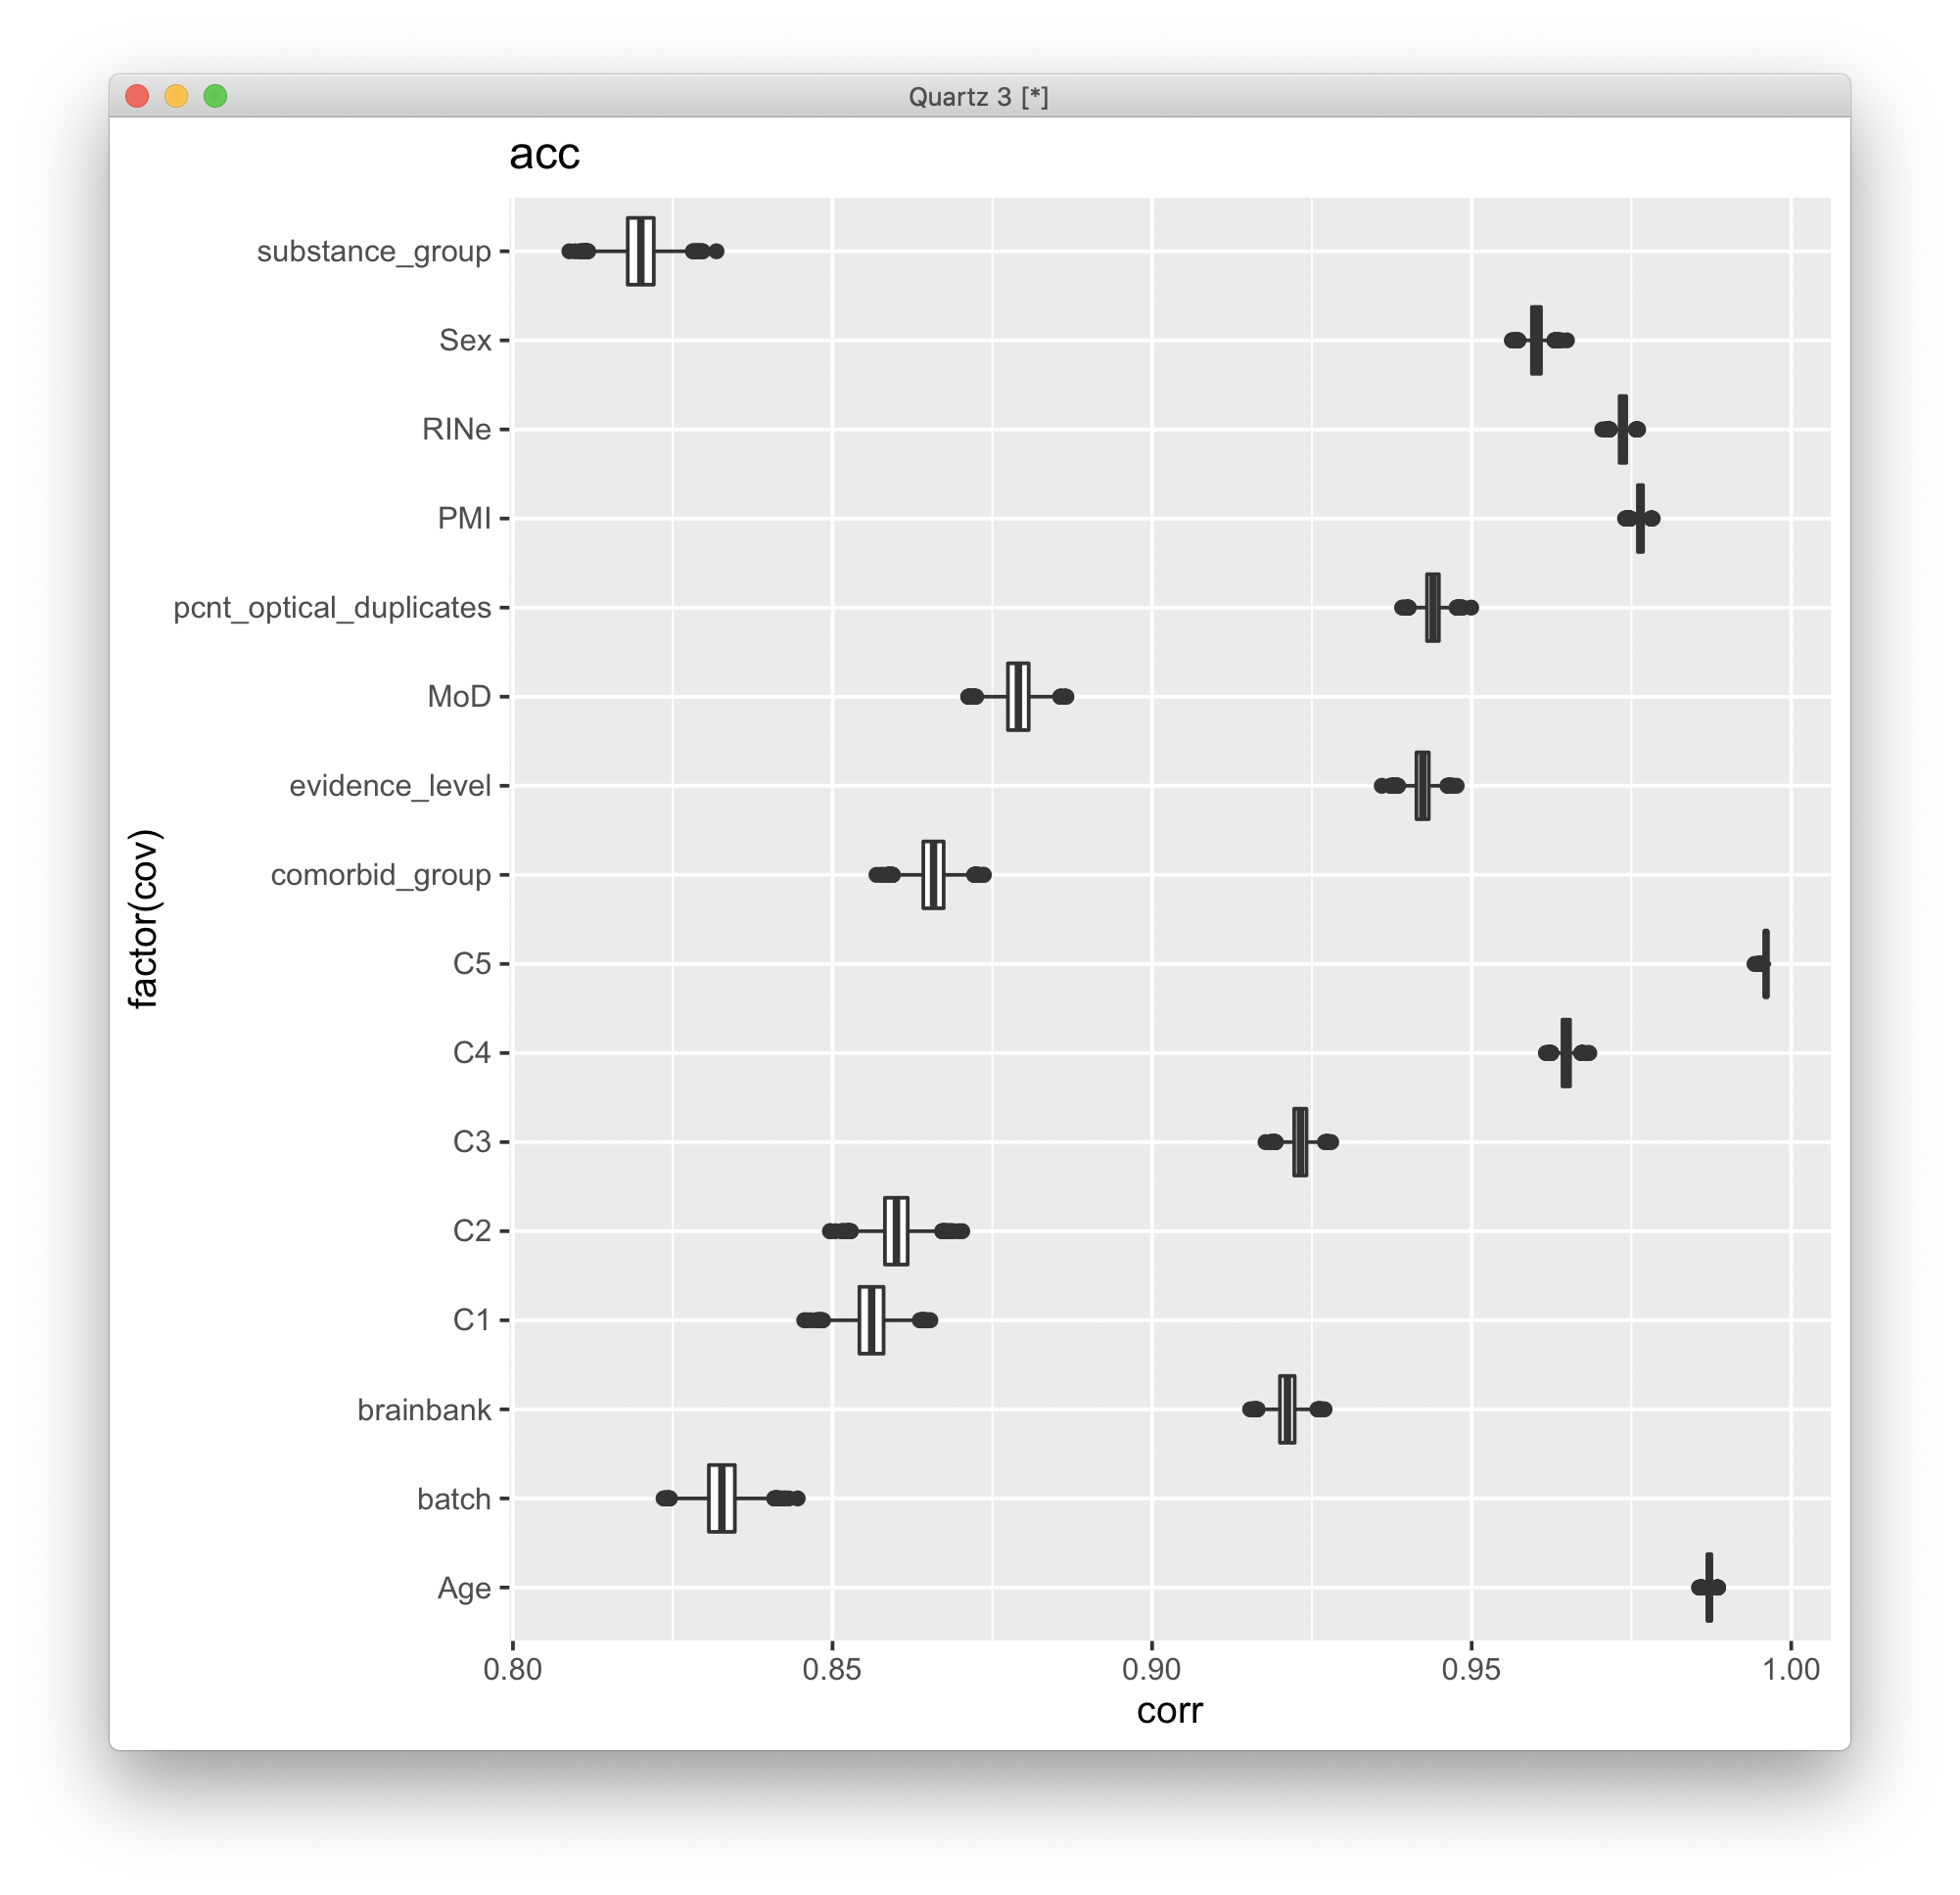 Quartz 3 [*]
acc
substance_group
Sex
RINe
PMI
pcnt_optical_duplicates
MoD
evidence_level
comorbid_group
C5
C4
C3
C2
C1
brainbank
batch
Age
factor(cov)
0.80 0.85 0.90 0.95 1.00
corr